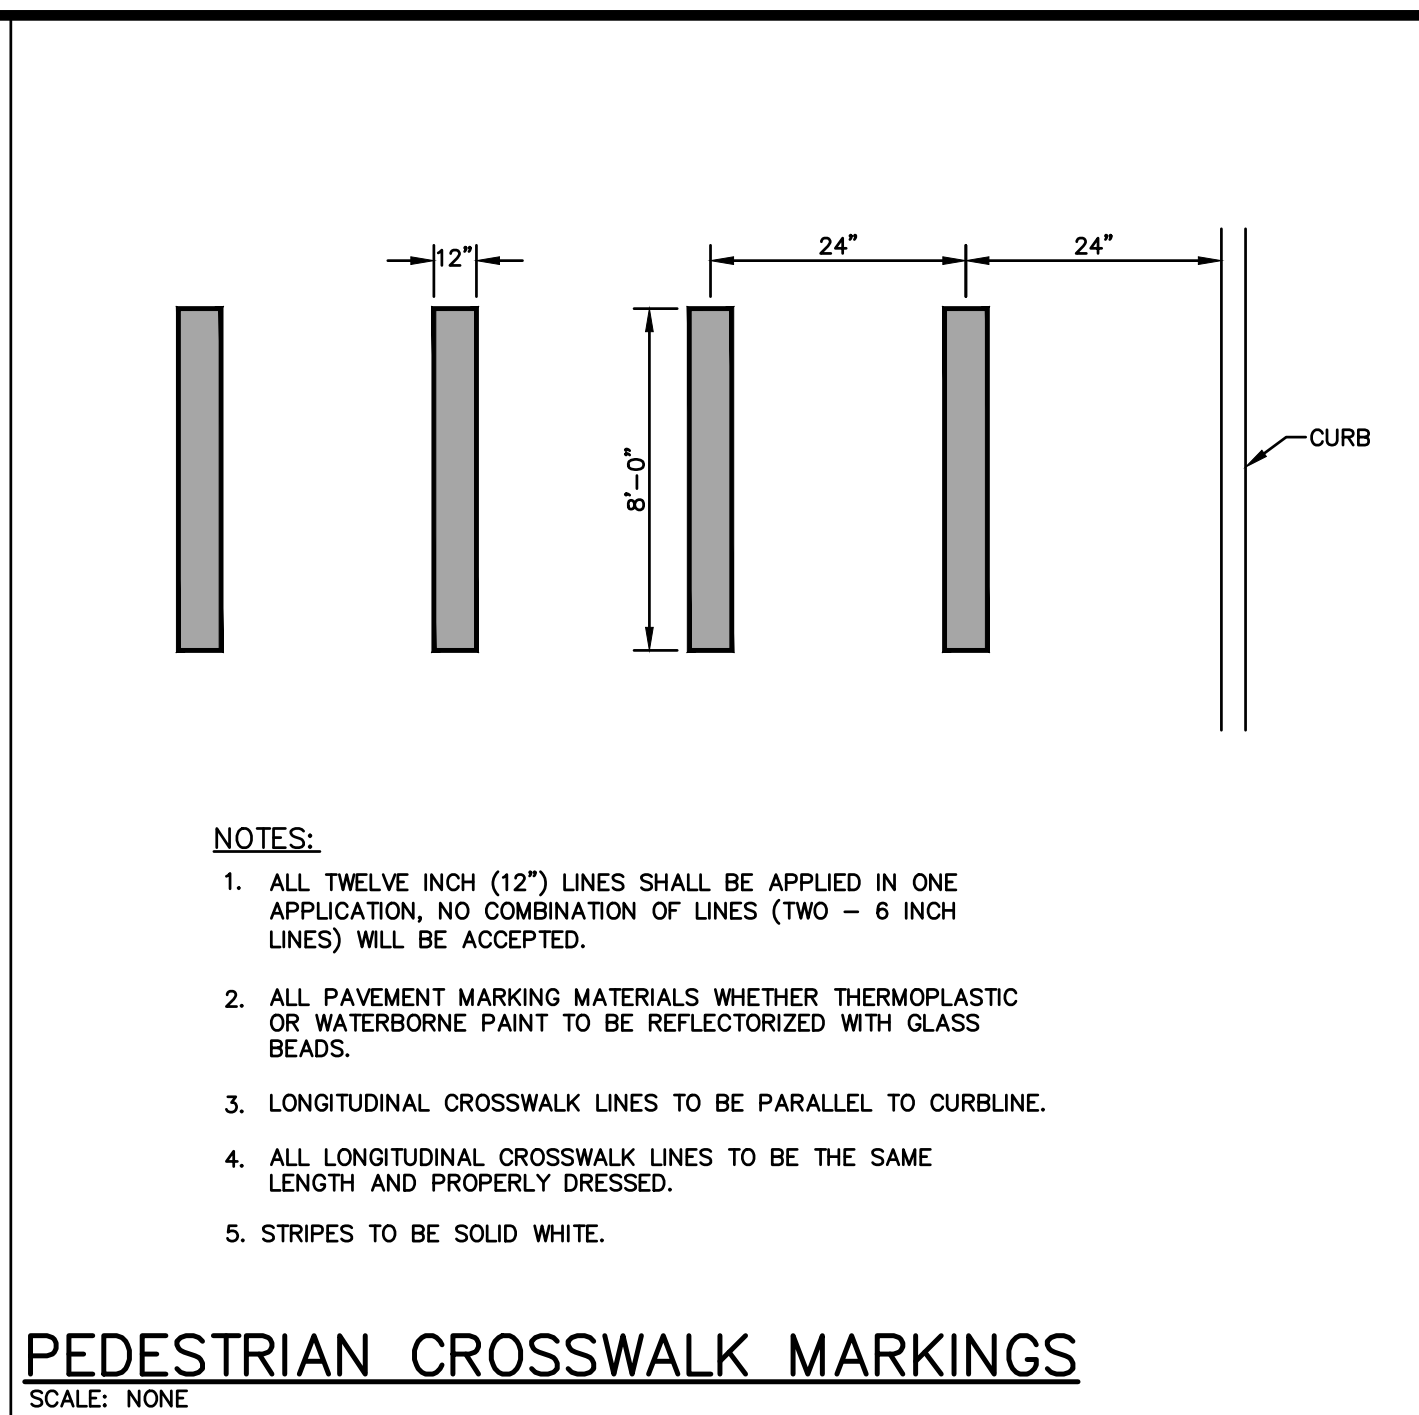 12”
24”
24”
8’–0”
CURB
NOTES:
1. ALL TWELVE INCH (12”) LINES SHALL BE APPLIED IN ONE
APPLICATION, NO COMBINATION OF LINES (TWO – 6 INCH
LINES) WILL BE ACCEPTED.
2. ALL PAVEMENT MARKING MATERIALS WHETHER THERMOPLASTIC
OR WATERBORNE PAINT TO BE REFLECTORIZED WITH GLASS
BEADS.
3. LONGITUDINAL CROSSWALK LINES TO BE PARALLEL TO CURBLINE.
4. ALL LONGITUDINAL CROSSWALK LINES TO BE THE SAME
LENGTH AND PROPERLY DRESSED.
5. STRIPES TO BE SOLID WHITE.
PEDESTRIAN CROSSWALK MARKINGS
SCALE: NONE